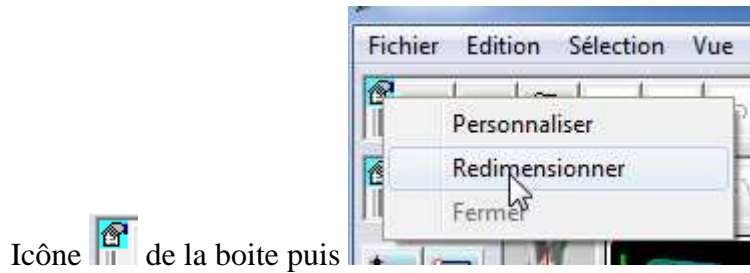 Fichier Edition Sélection Vue
Personnaliser
Redimensionner
Fermer
Icône de la boite puis